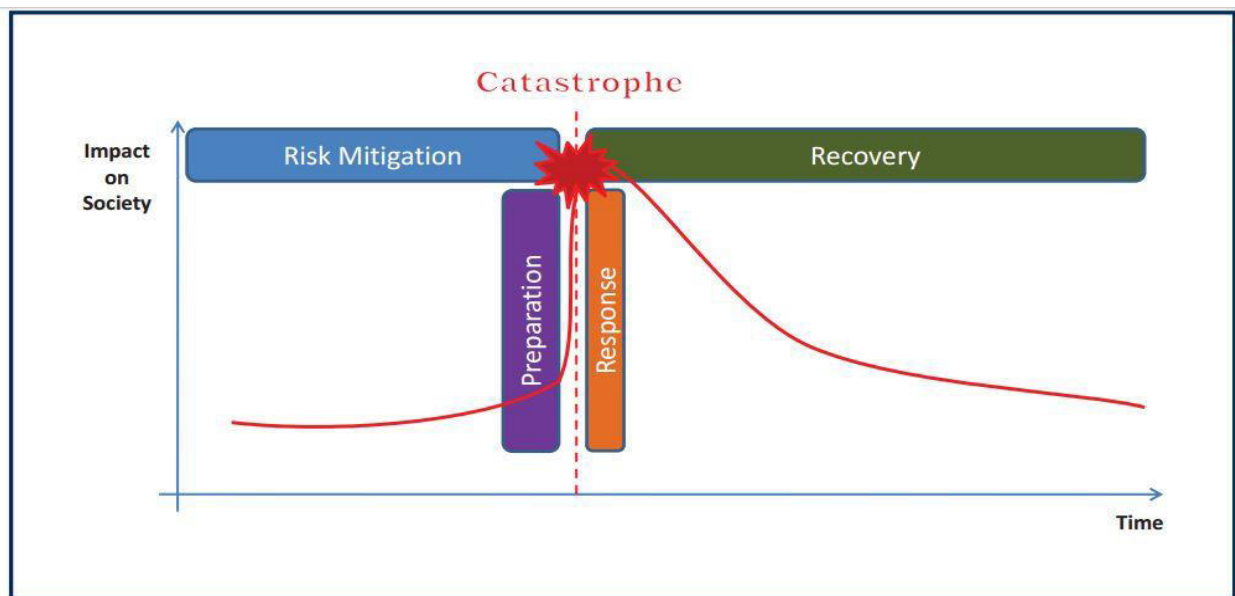 Catastrophe
Impact
on
Society
Risk Mitigation
Recovery
Preparation
Response
Time